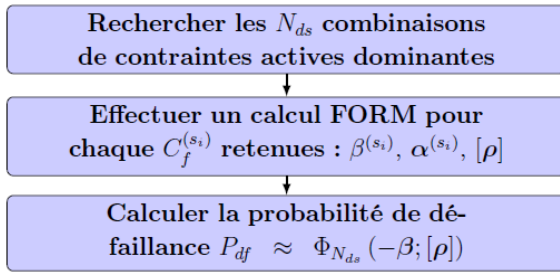 Rechercher les N_{ds} combinaisons
de contraintes actives dominantes
Effectuer un calcul FORM pour
chaque C_f^{(s_i)} retenues : β^{(s_i)}, α^{(s_i)}, [ρ]
Calculer la probabilité de dé-
faillance P_{df} ≈ Φ_{N_{ds}} (−β; [ρ])